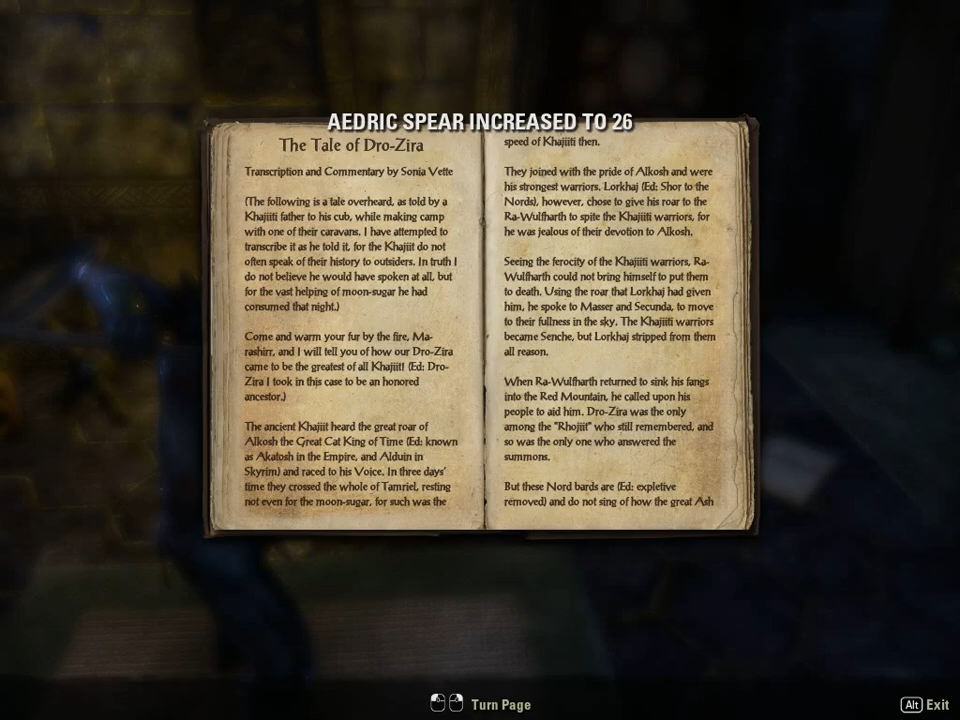 AEDRIC SPEAR INCREASED TO 26
The Tale of Dro-Zira
Transcription and Commentary by Sonia Vette
(The following is a tale overheard, as told by a
Khajiiti father to his cub, while making camp
with one of their caravans. I have attempted to
transcribe it as he told it, for the Khajiit do not
often speak of their history to outsiders. In truth I
do not believe he would have spoken at all, but
for the vast helping of moon-sugar he had
consumed that night.)
Come and warm your fur by the fire, Ma-
rashirr, and I will tell you of how our Dro-Zira
came to be the greatest of all Khajiit! (Ed: Dro-
Zira I took in this case to be an honored
ancestor.)
The ancient Khajiit heard the great roar of
Alkosh the Great Cat King of Time (Ed: known
as Akatosh in the Empire, and Alduin in
Skyrim) and raced to his Voice. In three days'
time they crossed the whole of Tamriel, resting
not even for the moon-sugar, for such was the
speed of Khajiiti then.
They joined with the pride of Alkosh and were
his strongest warriors. Lorkhaj (Ed: Shor to the
Nords), however, chose to give his roar to the
Ra-Wulfharth to spite the Khajiiti warriors, for
he was jealous of their devotion to Alkosh.
Seeing the ferocity of the Khajiiti warriors, Ra-
Wulfharth could not bring himself to put them
to death. Using the roar that Lorkhaj had given
him, he spoke to Masser and Secunda, to move
to their fullness in the sky. The Khajiiti warriors
became Senche, but Lorkhaj stripped from them
all reason.
When Ra-Wulfharth returned to sink his fangs
into the Red Mountain, he called upon his
people to aid him. Dro-Zira was the only
among the "Rhojiit" who still remembered, and
so was the only one who answered the
summons.
But these Nord bards are (Ed: expletive
removed) and do not sing of how the great Ash
Turn Page
Alt Exit